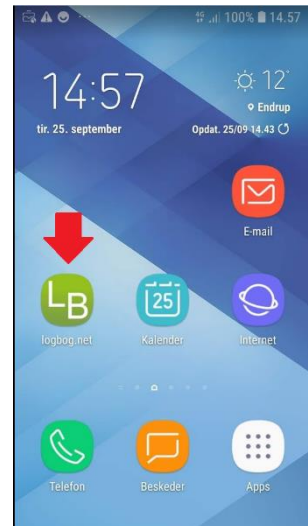 4G 100% 14.57
14:57
12°
Endrup
tir. 25. september
Opdat. 25/09 14.43
E-mail
LB
25
logbog.net
Kalender
Internet
Telefon
Beskeder
Apps